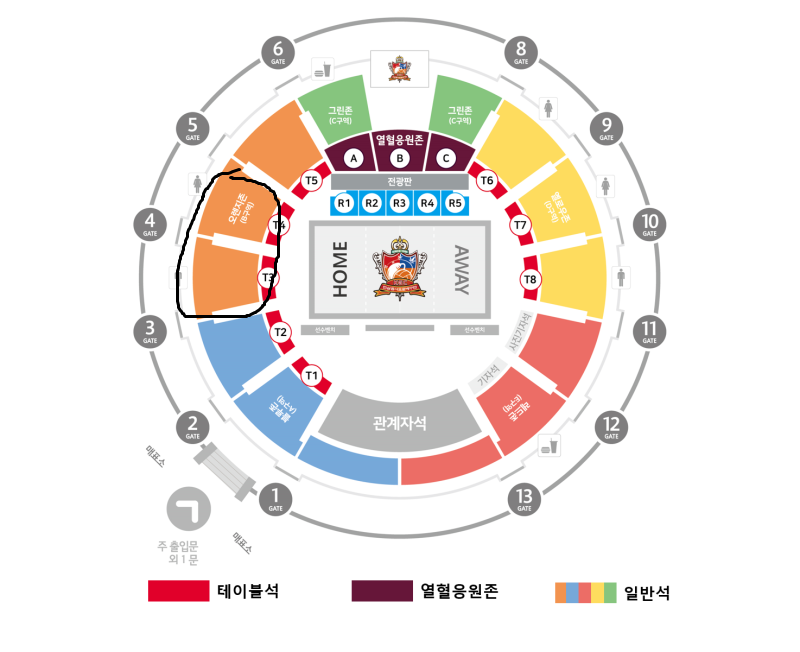 6
GATE
8
GATE
5
GATE
9
GATE
4
GATE
10
GATE
3
GATE
11
GATE
2
GATE
12
GATE
1
GATE
13
GATE
그린존
(C구역)
그린존
(C구역)
열혈응원존
A
B
C
전광판
R1
R2
R3
R4
R5
T5
T6
오렌지존
(B구역)
T4
T7
옐로우존
(D구역)
T3
T8
HOME
AWAY
선수벤치
선수벤치
T2
T1
사진기자석
기자석
블루존
(A구역)
레드존
(E구역)
관계자석
매표소
매표소
주 출입문
외 1 문
테이블석
열혈응원존
일반석